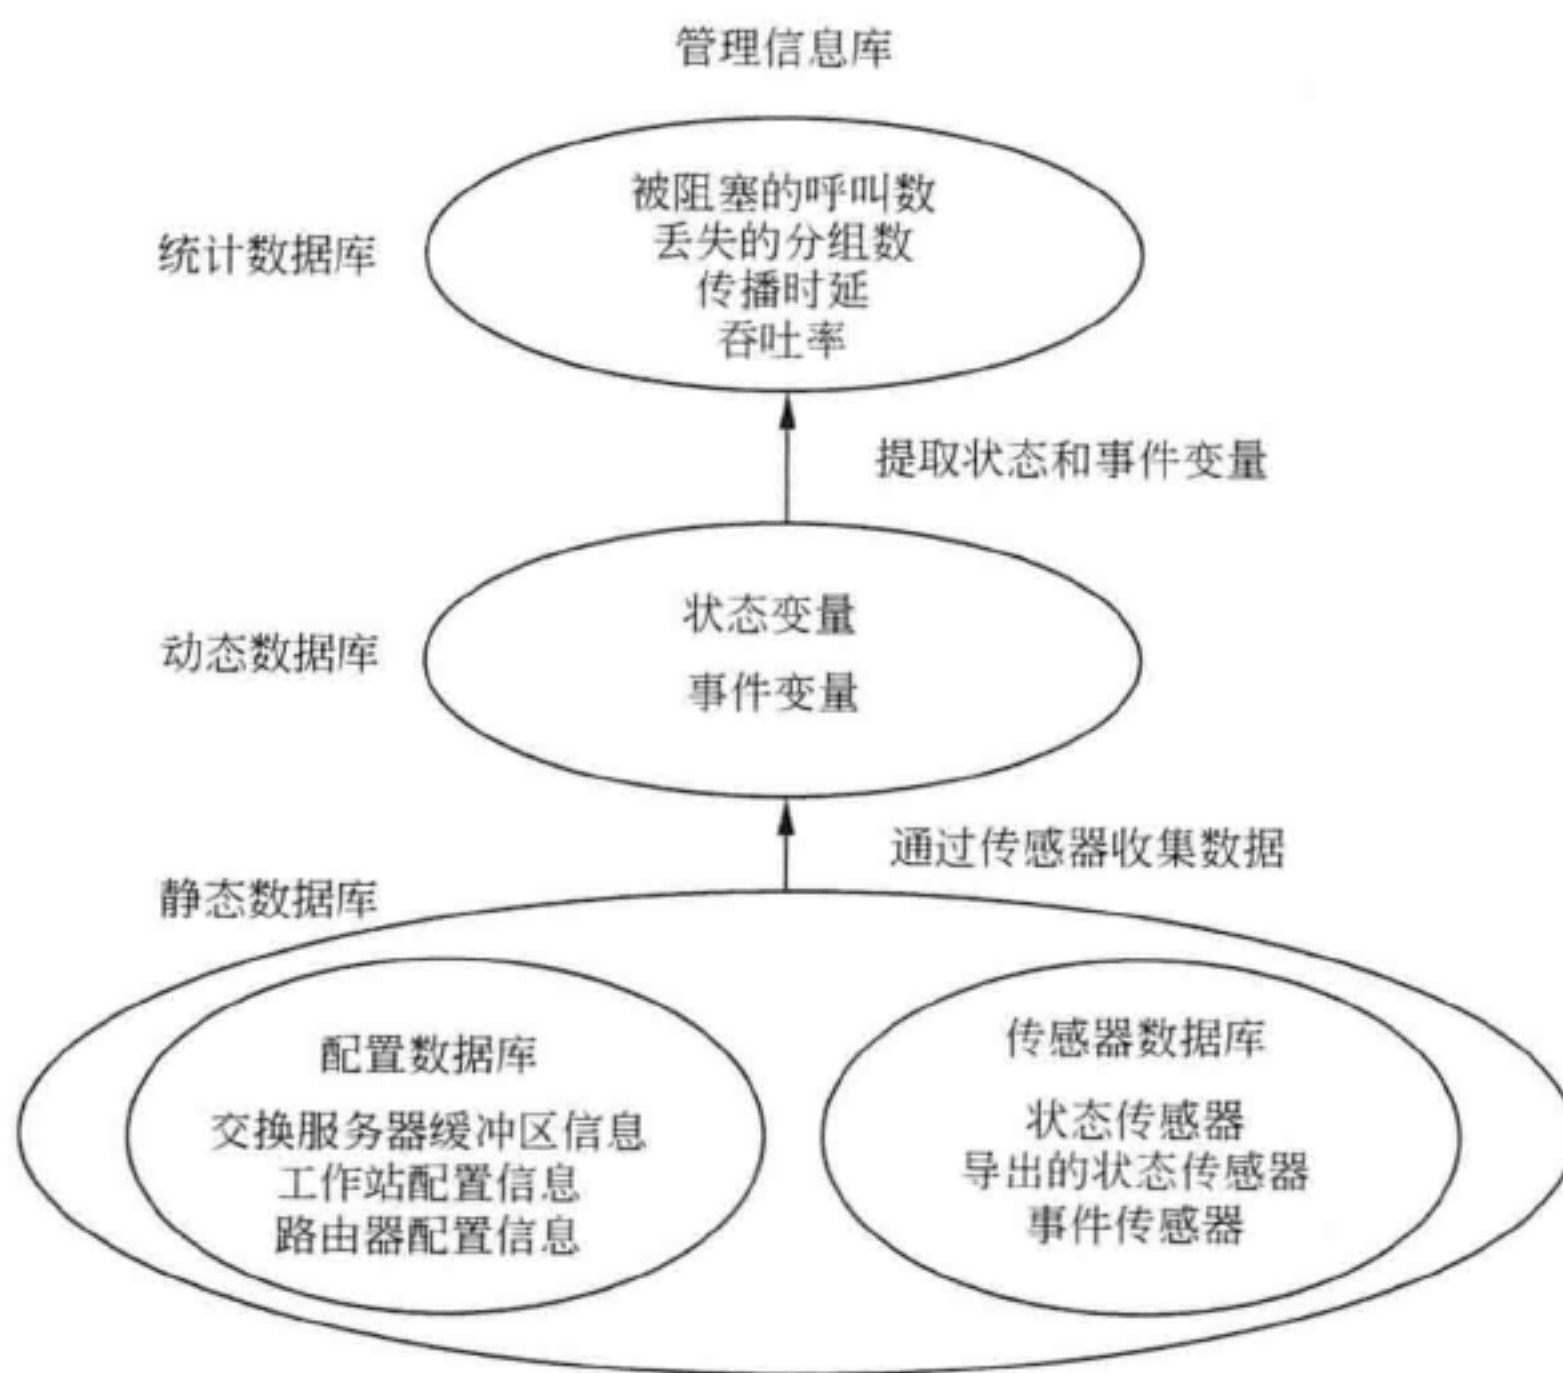 管理信息库
被阻塞的呼叫数
丢失的分组数
传播时延
吞吐率
统计数据库
提取状态和事件变量
状态变量
事件变量
动态数据库
通过传感器收集数据
静态数据库
配置数据库
交换服务器缓冲区信息
工作站配置信息
路由器配置信息
传感器数据库
状态传感器
导出的状态传感器
事件传感器